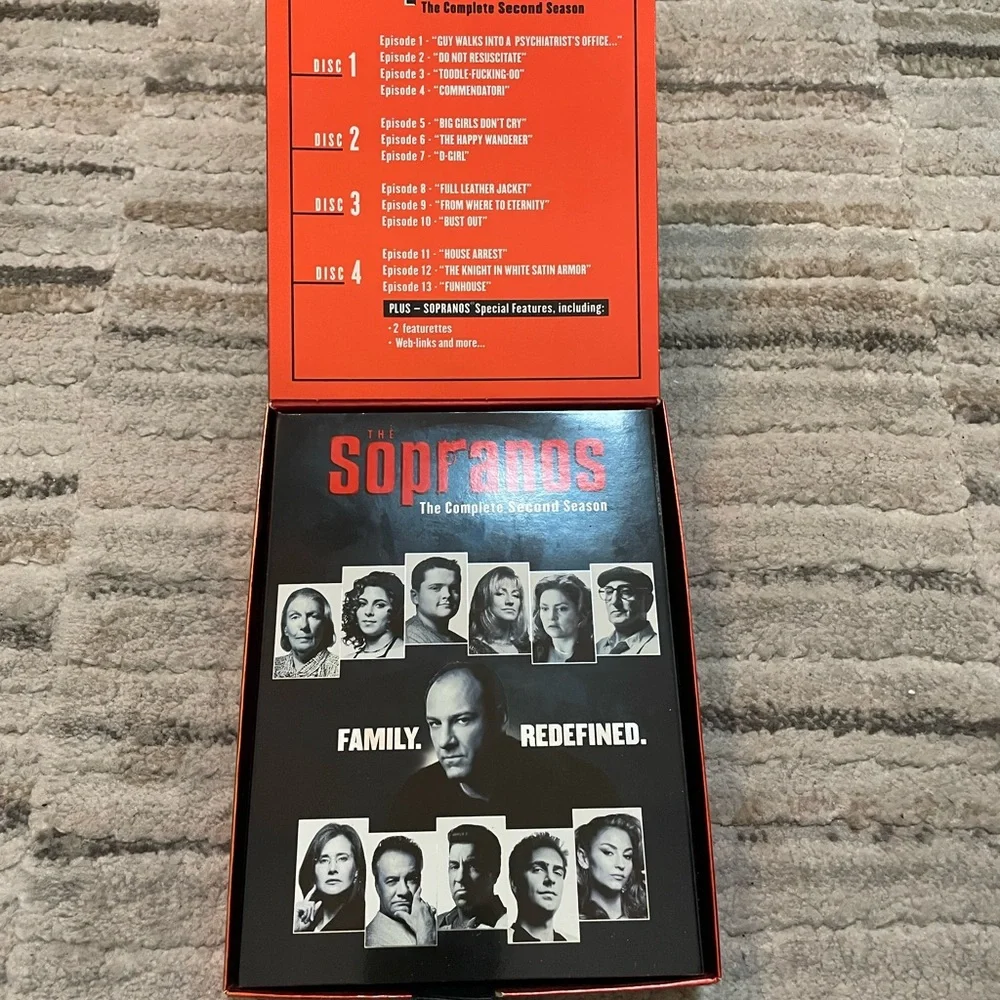 The Complete Second Season
DISC 1
Episode 1 - "GUY WALKS INTO A PSYCHIATRIST'S OFFICE..."
Episode 2 - "DO NOT RESUSCITATE"
Episode 3 - "TOODLE-FUCKING-OO"
Episode 4 - "COMMENDATORI"
DISC 2
Episode 5 - "BIG GIRLS DON'T CRY"
Episode 6 - "THE HAPPY WANDERER"
Episode 7 - "D-GIRL"
DISC 3
Episode 8 - "FULL LEATHER JACKET"
Episode 9 - "FROM WHERE TO ETERNITY"
Episode 10 - "BUST OUT"
DISC 4
Episode 11 - "HOUSE ARREST"
Episode 12 - "THE KNIGHT IN WHITE SATIN ARMOR"
Episode 13 - "FUNHOUSE"
PLUS – SOPRANOS Special Features, including:
• 2 featurettes
• Web-links and more...
THE
Sopranos
The Complete Second Season
FAMILY. REDEFINED.